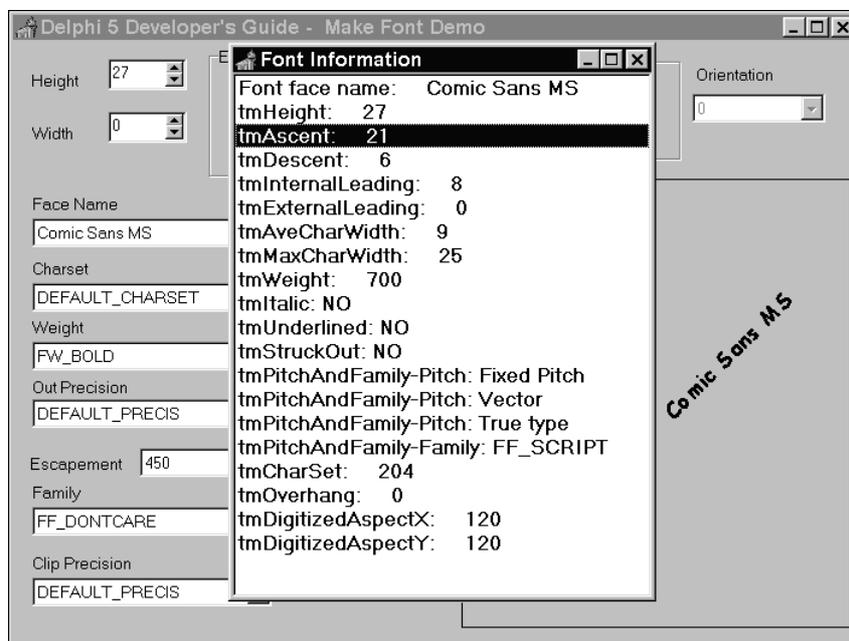 Delphi 5 Developer's Guide -  Make Font Demo
Height
27
Width
0
Orientation
0
Face Name
Comic Sans MS
Charset
DEFAULT_CHARSET
Weight
FW_BOLD
Out Precision
DEFAULT_PRECIS
Escapement
450
Family
FF_DONTCARE
Clip Precision
DEFAULT_PRECIS
Font Information
Font face name:    Comic Sans MS
tmHeight:    27
tmAscent:    21
tmDescent:    6
tmInternalLeading:    8
tmExternalLeading:    0
tmAveCharWidth:    9
tmMaxCharWidth:    25
tmWeight:    700
tmItalic: NO
tmUnderlined: NO
tmStruckOut: NO
tmPitchAndFamily-Pitch: Fixed Pitch
tmPitchAndFamily-Pitch: Vector
tmPitchAndFamily-Pitch: True type
tmPitchAndFamily-Family: FF_SCRIPT
tmCharSet:    204
tmOverhang:    0
tmDigitizedAspectX:    120
tmDigitizedAspectY:    120
Comic Sans MS